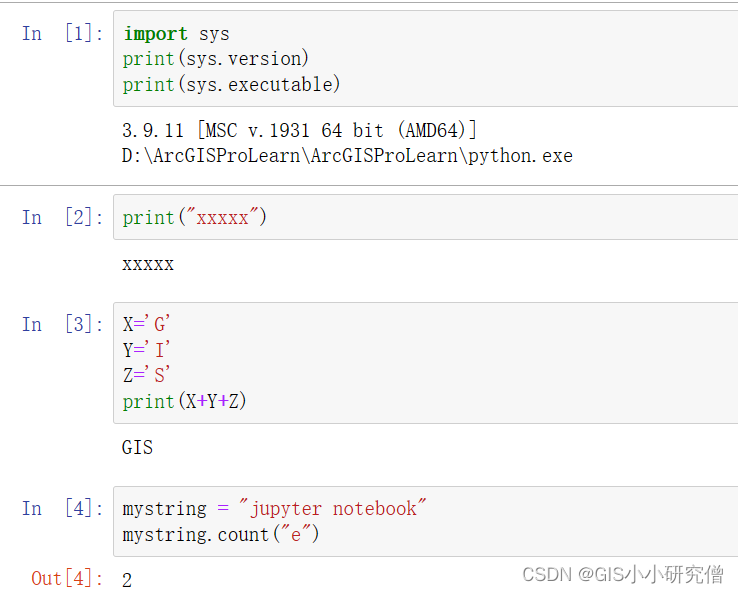 In [1]: import sys
print(sys.version)
print(sys.executable)
3.9.11 [MSC v.1931 64 bit (AMD64)]
D:\ArcGISProLearn\ArcGISProLearn\python.exe
In [2]: print("xxxxx")
xxxxx
In [3]: X='G'
Y='I'
Z='S'
print(X+Y+Z)
GIS
In [4]: mystring = "jupyter notebook"
mystring.count("e")
Out[4]: 2
CSDN @GIS小小研究僧